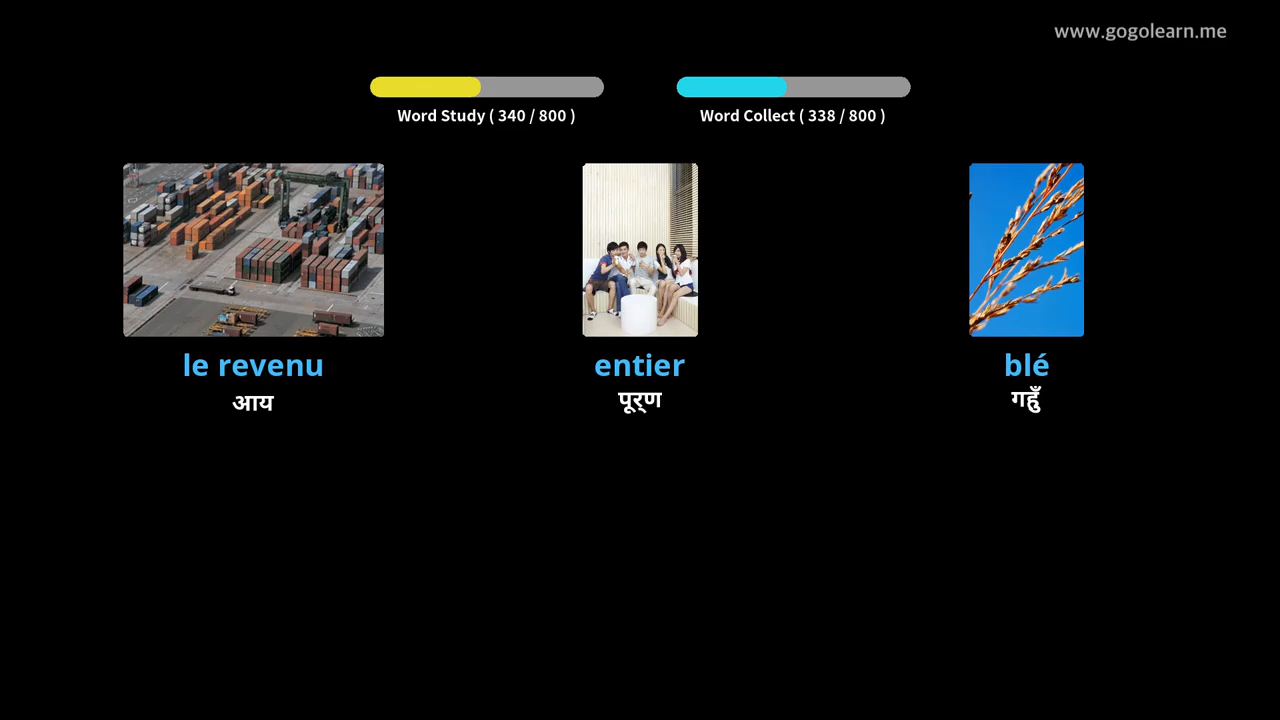 www.gogolearn.me
Word Study ( 340 / 800 )
Word Collect ( 338 / 800 )
le revenu
आय
entier
पूर्ण
blé
गहुँ